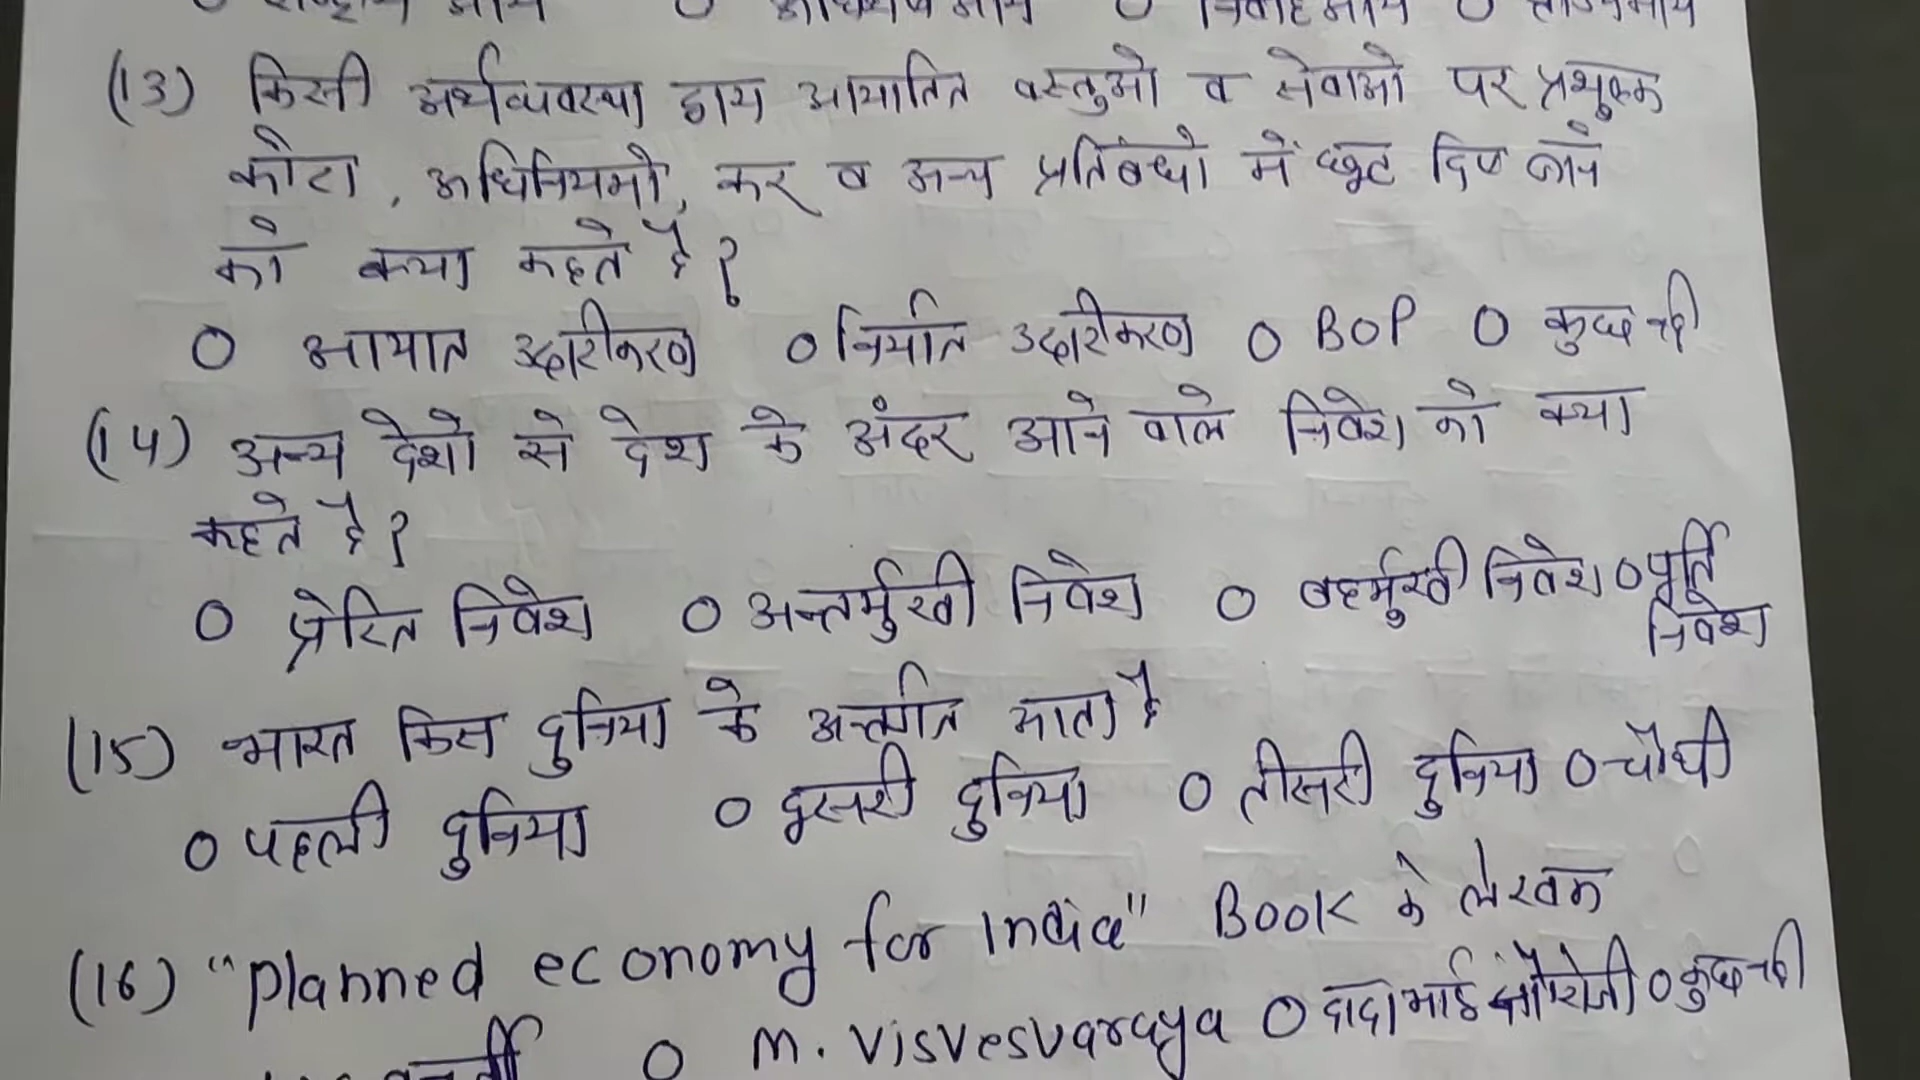 (13) किसी अर्थव्यवस्था द्वारा आयातित वस्तुओ व सेवाओ पर प्रशुल्क
कोटा, अधिनियमो, कर व अन्य प्रतिबंधो में छूट दिए जाने
को क्या कहते है?
○ आयात उदारीकरण ○ निर्यात उदारीकरण ○ BOP ○ कुछ नही
(14) अन्य देशो से देश के अंदर आने वाले निवेश को क्या
कहते है?
○ प्रेरित निवेश ○ अन्तर्मुखी निवेश ○ बहर्मुखी निवेश ○ पूर्ति
निवेश
(15) भारत किस दुनिया के अन्तर्गत आता है
○ पहली दुनिया ○ दूसरी दुनिया ○ तीसरी दुनिया ○ चौथी
(16) "Planned economy for India" Book के लेखक
○ M. Visvesvaraya ○ दादाभाई नौरोजी ○ कुछ नही